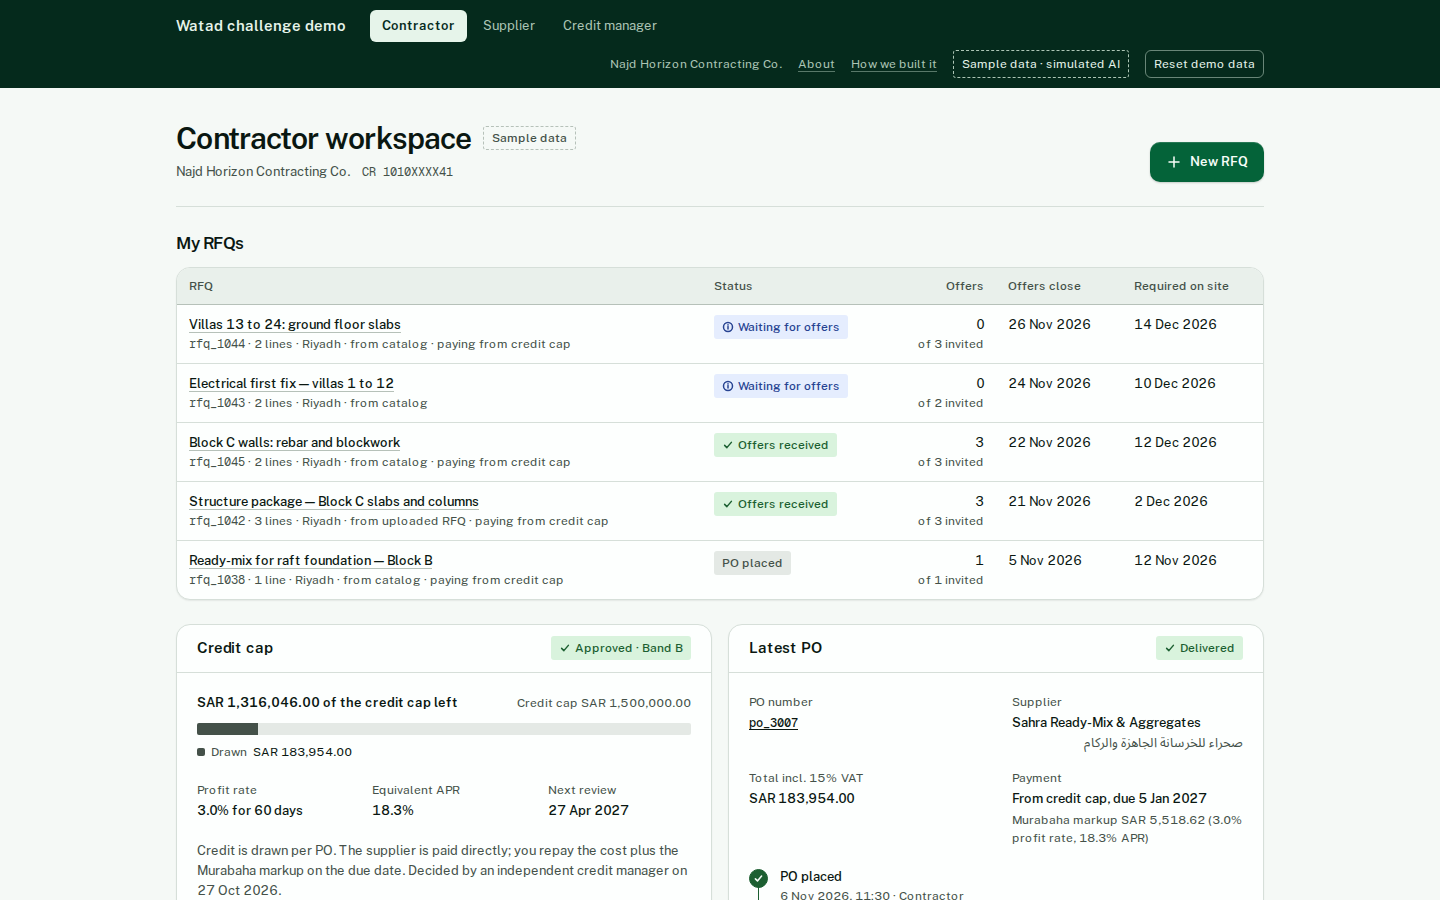 Watad challenge demo
Contractor
Supplier
Credit manager
Najd Horizon Contracting Co.
About
How we built it
Sample data · simulated AI
Reset demo data
Contractor workspace
Sample data
Najd Horizon Contracting Co. CR 1010XXXX41
New RFQ
My RFQs
RFQ Status Offers Offers close Required on site
Villas 13 to 24: ground floor slabs Waiting for offers 0 26 Nov 2026 14 Dec 2026
rfq_1044 · 2 lines · Riyadh · from catalog · paying from credit cap of 3 invited
Electrical first fix — villas 1 to 12 Waiting for offers 0 24 Nov 2026 10 Dec 2026
rfq_1043 · 2 lines · Riyadh · from catalog of 2 invited
Block C walls: rebar and blockwork Offers received 3 22 Nov 2026 12 Dec 2026
rfq_1045 · 2 lines · Riyadh · from catalog · paying from credit cap of 3 invited
Structure package — Block C slabs and columns Offers received 3 21 Nov 2026 2 Dec 2026
rfq_1042 · 3 lines · Riyadh · from uploaded RFQ · paying from credit cap of 3 invited
Ready-mix for raft foundation — Block B PO placed 1 5 Nov 2026 12 Nov 2026
rfq_1038 · 1 line · Riyadh · from catalog · paying from credit cap of 1 invited
Credit cap
Approved · Band B
SAR 1,316,046.00 of the credit cap left
Credit cap SAR 1,500,000.00
Drawn SAR 183,954.00
Profit rate Equivalent APR Next review
3.0% for 60 days 18.3% 27 Apr 2027
Credit is drawn per PO. The supplier is paid directly; you repay the cost plus the
Murabaha markup on the due date. Decided by an independent credit manager on
27 Oct 2026.
Latest PO
Delivered
PO number
po_3007
Supplier
Sahra Ready-Mix & Aggregates
صحراء للخرسانة الجاهزة والركام
Total incl. 15% VAT
SAR 183,954.00
Payment
From credit cap, due 5 Jan 2027
Murabaha markup SAR 5,518.62 (3.0%
profit rate, 18.3% APR)
PO placed
6 Nov 2026, 11:30 · Contractor